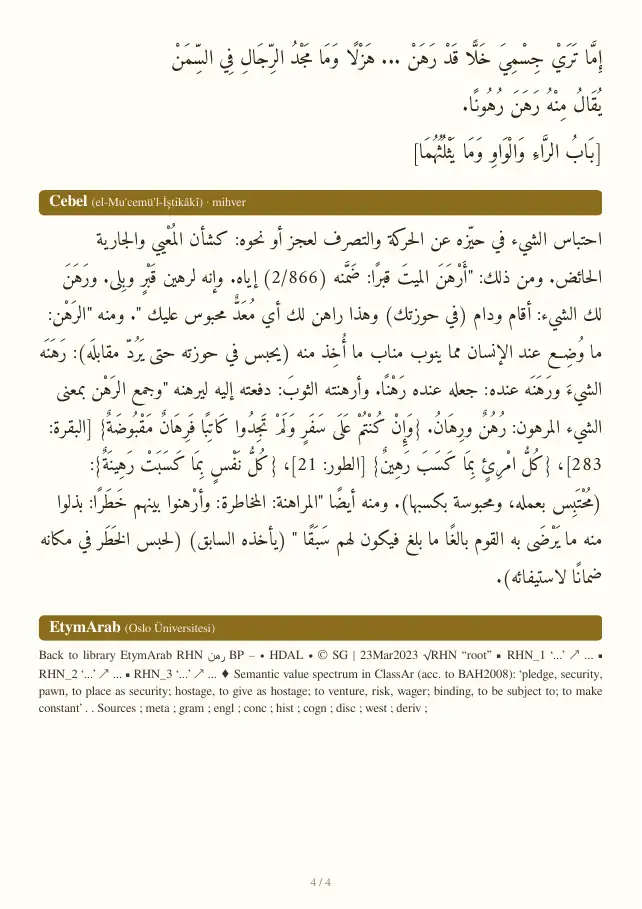 إِمَّا تَرَيْ جِسْمِيَ خَلًّا قَدْ رَهَنْ ... هَزْلًا وَمَا مَجْدُ الرِّجَالِ فِي السِّمَنْ
يُقَالُ مِنْهُ رَهَنَ رُهُونًا.
[بَابُ الرَّاءِ وَالْوَاوِ وَمَا يَثْلُثُهُمَا]
Cebel (el-Mu'cemü'l-İştikâkî) · mihver
احتباس الشيء في حيّزه عن الحركة والتصرف لعجز أو نحوه: كشأن المُعْيِي والجارية
الحائض. ومن ذلك: "أَرْهَنَ الميتَ قبرًا: ضَمَّنه (2/866) إياه. وإنه لرهين قَبْرٍ وبِلى. ورَهَنَ
لك الشيء: أقام ودام (في حوزتك) وهذا راهن لك أي مُعَدٌّ محبوس عليك ". ومنه "الرَهْن:
ما وُضِع عند الإنسان مما ينوب مناب ما أُخِذ منه (يحبس في حوزته حتى يَرُدّ مقابلَه): رَهَنَه
الشيءَ ورَهَنَه عنده: جعله عنده رَهْنًا. وأرهنته الثوبَ: دفعته إليه ليرهنه "وجمع الرَهْن بمعنى
الشيء المرهون: رُهُنٌ ورِهَانٌ. {وَإِنْ كُنْتُمْ عَلَى سَفَرٍ وَلَمْ تَجِدُوا كَاتِبًا فَرِهَانٌ مَقْبُوضَةٌ} [البقرة:
283]، {كُلُّ امْرِئٍ بِمَا كَسَبَ رَهِينٌ} [الطور: 21]، {كُلُّ نَفْسٍ بِمَا كَسَبَتْ رَهِينَةٌ}:
(مُحْتَبِس بعمله، ومحبوسة بكسبها). ومنه أيضًا "المراهنة: المخاطرة: وأرْهنوا بينهم خَطَرًا: بذلوا
منه ما يَرْضَى به القوم بالغًا ما بلغ فيكون لهم سَبَقًا " (يأخذه السابق) (لحبس الخَطَر في مكانه
ضمانًا لاستيفائه).
EtymArab (Oslo Üniversitesi)
Back to library EtymArab RHN رهن BP – • HDAL • © SG | 23Mar2023 √RHN “root” ▪ RHN_1 ‘...’ ↗ ... ▪
RHN_2 ‘...’ ↗ ... ▪ RHN_3 ‘...’ ↗ ... ♦ Semantic value spectrum in ClassAr (acc. to BAH2008): ‘pledge, security,
pawn, to place as security; hostage, to give as hostage; to venture, risk, wager; binding, to be subject to; to make
constant’ . . Sources ; meta ; gram ; engl ; conc ; hist ; cogn ; disc ; west ; deriv ;
4 / 4